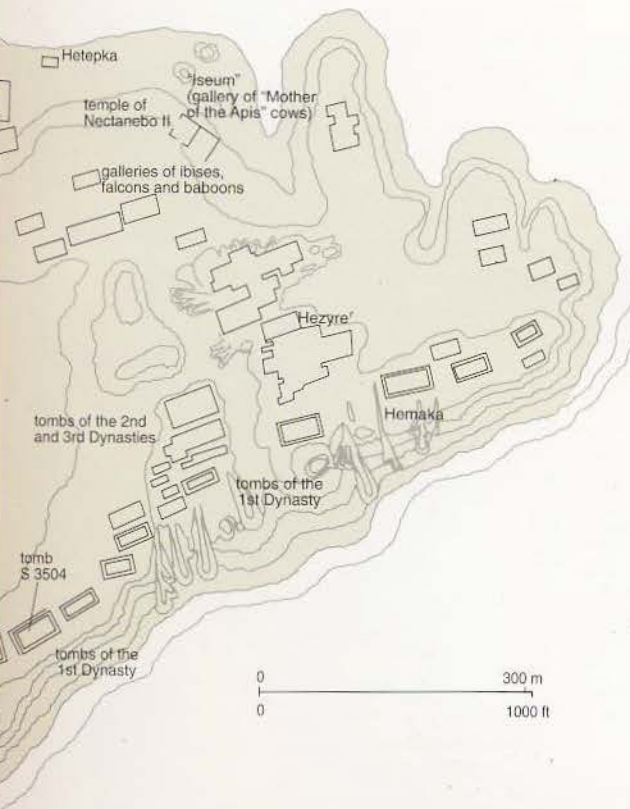 Hetepka
"Iseum"
(gallery of "Mother
of the Apis" cows)
temple of
Nectanebo II
galleries of ibises,
falcons and baboons
Hezyre'
Hemaka
tombs of the 2nd
and 3rd Dynasties
tombs of the
1st Dynasty
tomb
S 3504
tombs of the
1st Dynasty
0 300 m
0 1000 ft